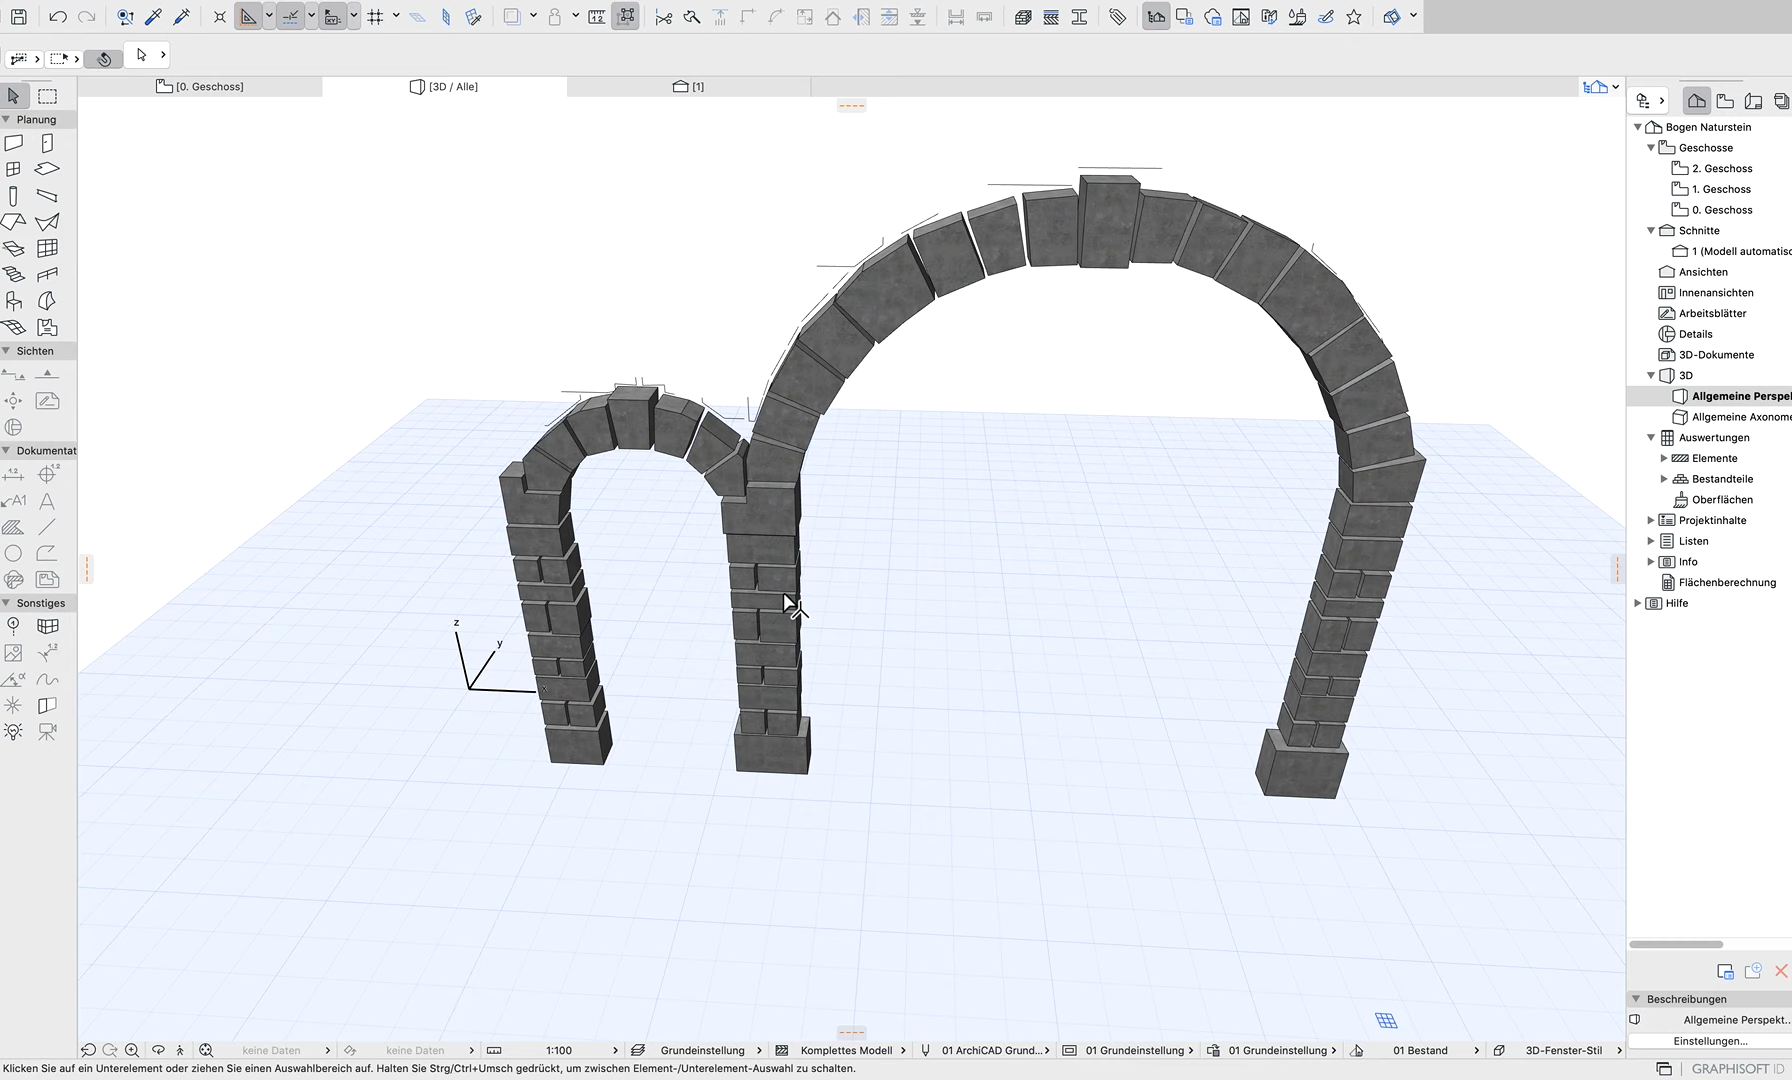 [0. Geschoss]
[3D / Alle]
[1]
Planung
Sichten
Dokumentat
A1
A
Sonstiges
z
y
x
Bogen Naturstein
Geschosse
2. Geschoss
1. Geschoss
0. Geschoss
Schnitte
1 (Modell automatisc
Ansichten
Innenansichten
Arbeitsblätter
Details
3D-Dokumente
3D
Allgemeine Perspel
Allgemeine Axonome
Auswertungen
Elemente
Bestandteile
Oberflächen
Projektinhalte
Listen
Info
Flächenberechnung
Hilfe
Beschreibungen
Allgemeine Perspekt...
Einstellungen...
keine Daten
keine Daten
1:100
Grundeinstellung
Komplettes Modell
01 ArchiCAD Grund...
01 Grundeinstellung
01 Grundeinstellung
01 Bestand
3D-Fenster-Stil
Klicken Sie auf ein Unterelement oder ziehen Sie einen Auswahlbereich auf. Halten Sie Strg/Ctrl+Umsch gedrückt, um zwischen Element-/Unterelement-Auswahl zu schalten.
GRAPHISOFT ID